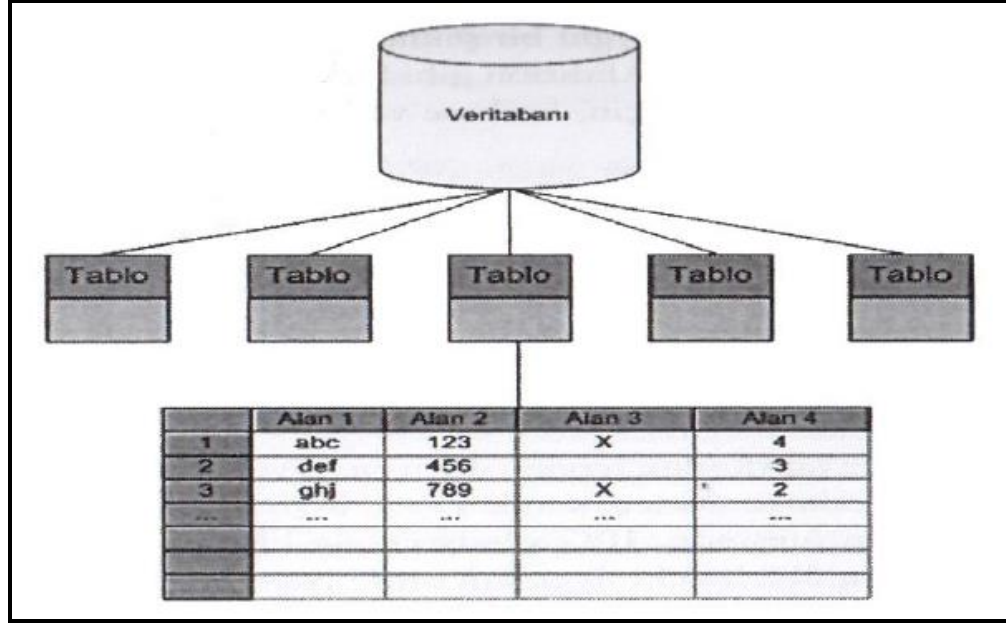 Veritabanı
Tablo Tablo Tablo Tablo Tablo
Alan 1 Alan 2 Alan 3 Alan 4
1 abc 123 X 4
2 def 456 3
3 ghj 789 X 2
... ... ... ... ...